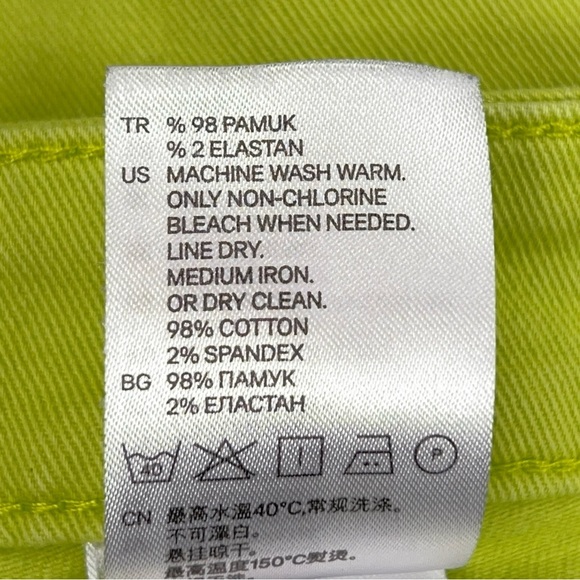 TR % 98 PAMUK
% 2 ELASTAN
US MACHINE WASH WARM.
ONLY NON-CHLORINE
BLEACH WHEN NEEDED.
LINE DRY.
MEDIUM IRON.
OR DRY CLEAN.
98% COTTON
2% SPANDEX
BG 98% ПАМУК
2% ЕЛАСТАН
40 P
CN 最高水温40°C,常规洗涤.
不可漂白.
悬挂晾干.
最高温度150°C熨烫.